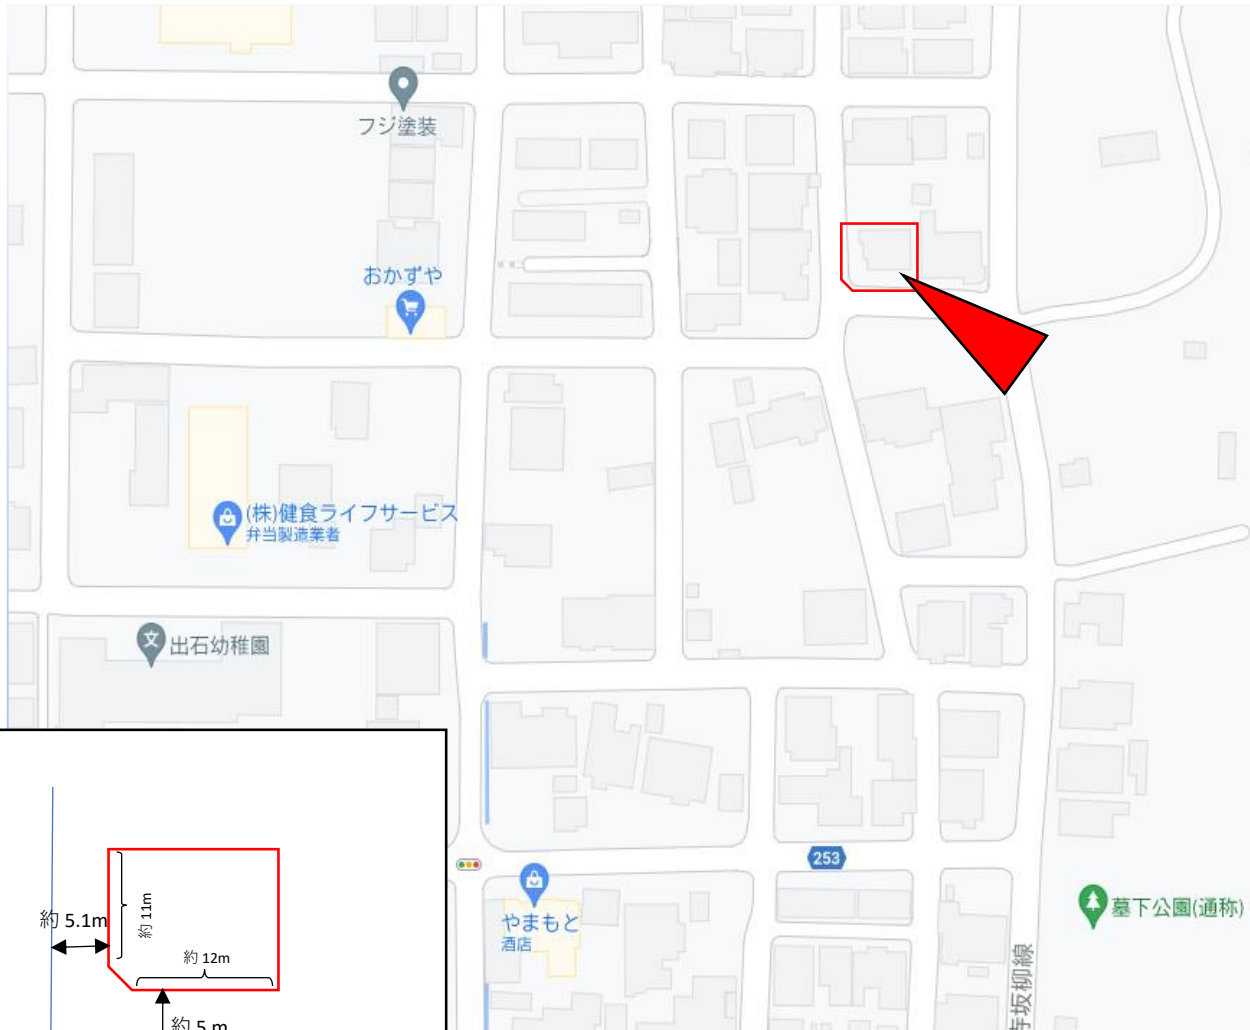 フジ塗装
おかずや
(株)健食ライフサービス
弁当製造業者
出石幼稚園
253
やまもと
酒店
墓下公園(通称)
寺坂柳線
約 5.1m
約 11m
約 12m
約 5 m